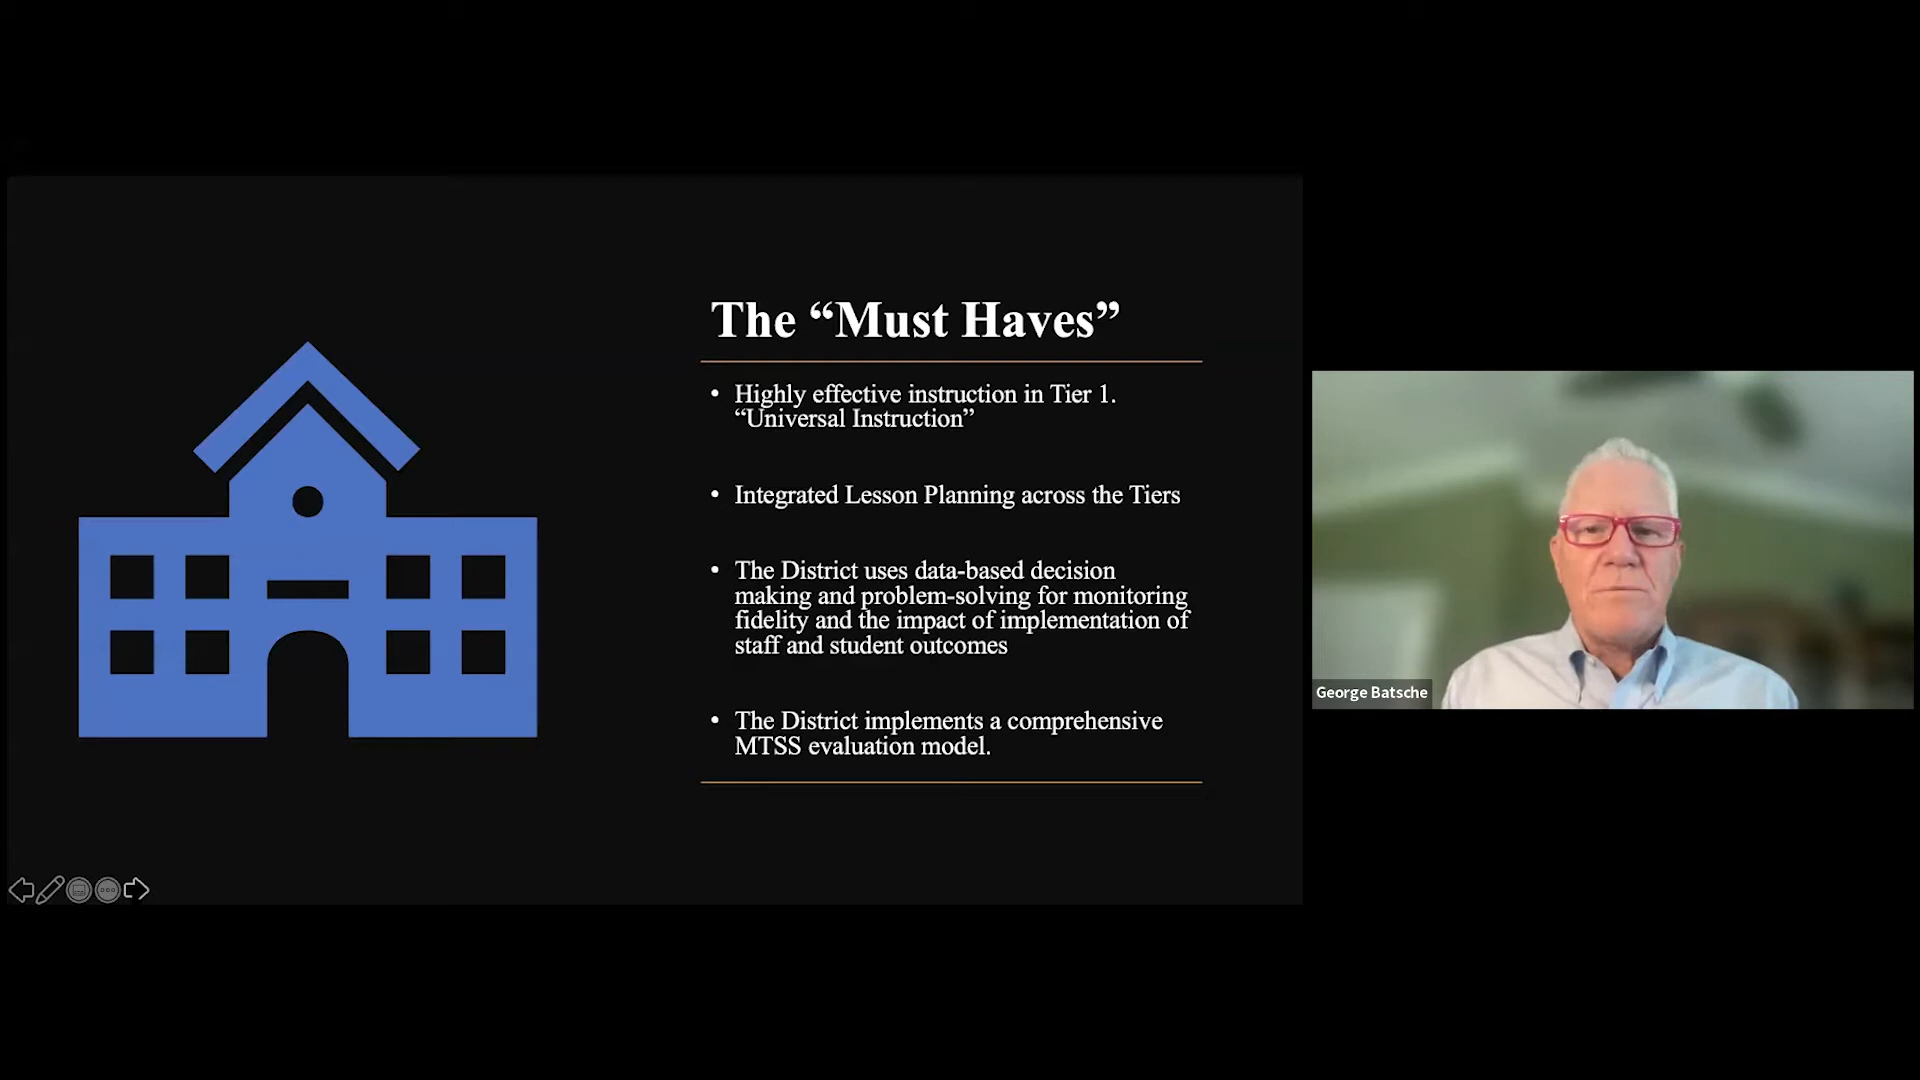 The “Must Haves”
• Highly effective instruction in Tier 1.
“Universal Instruction”
• Integrated Lesson Planning across the Tiers
• The District uses data-based decision
making and problem-solving for monitoring
fidelity and the impact of implementation of
staff and student outcomes
• The District implements a comprehensive
MTSS evaluation model.
George Batsche